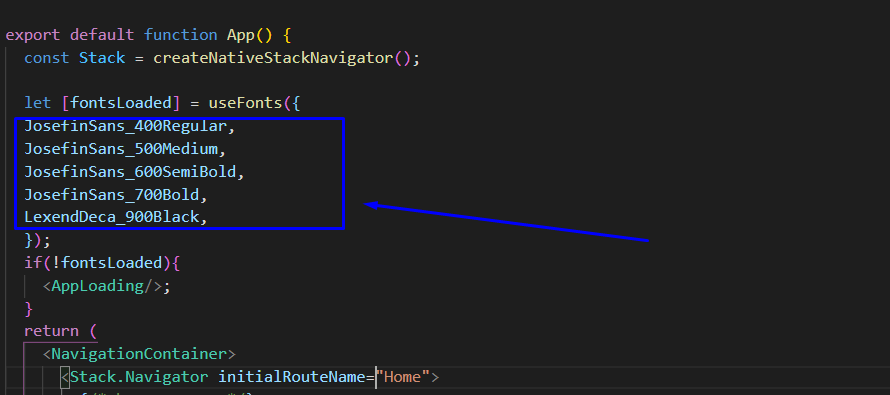 export default function App() {
const Stack = createNativeStackNavigator();
let [fontsLoaded] = useFonts({
JosefinSans_400Regular,
JosefinSans_500Medium,
JosefinSans_600SemiBold,
JosefinSans_700Bold,
LexendDeca_900Black,
});
if(!fontsLoaded){
<AppLoading/>;
}
return (
<NavigationContainer>
<Stack.Navigator initialRouteName="Home">